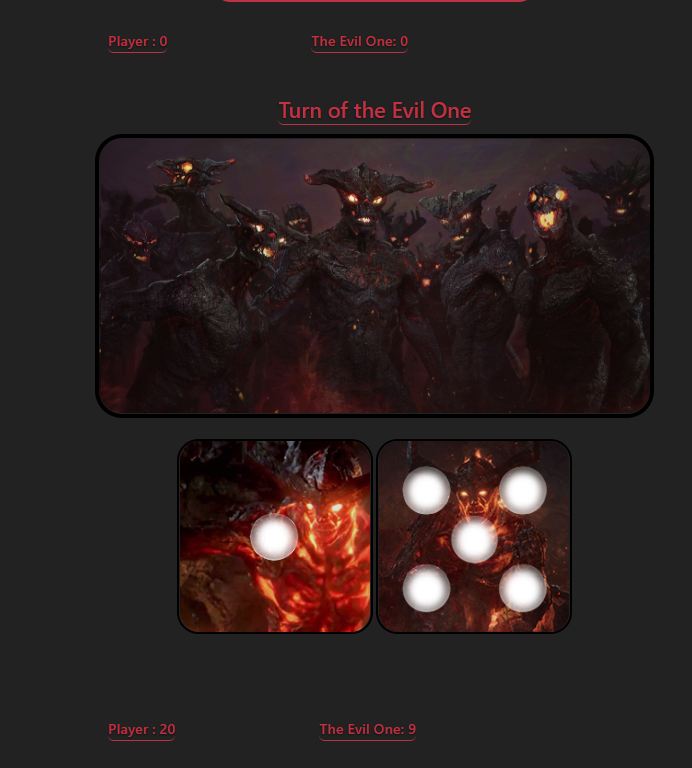 Player : 0
The Evil One: 0
Turn of the Evil One
Player : 20
The Evil One: 9